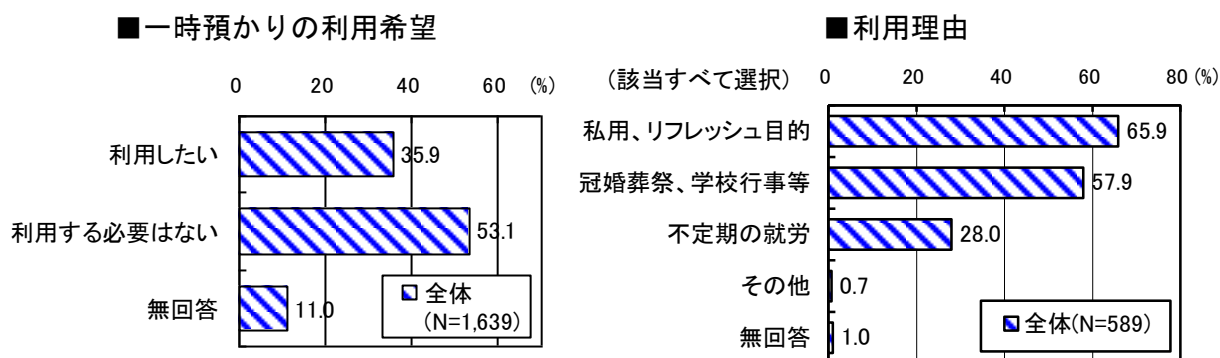 ■一時預かりの利用希望
0 20 40 60 (%)
利用したい 35.9
利用する必要はない 53.1
無回答 11.0
全体
(N=1,639)
■利用理由
(該当すべて選択) 0 20 40 60 80 (%)
私用、リフレッシュ目的 65.9
冠婚葬祭、学校行事等 57.9
不定期の就労 28.0
その他 0.7
無回答 1.0
全体(N=589)